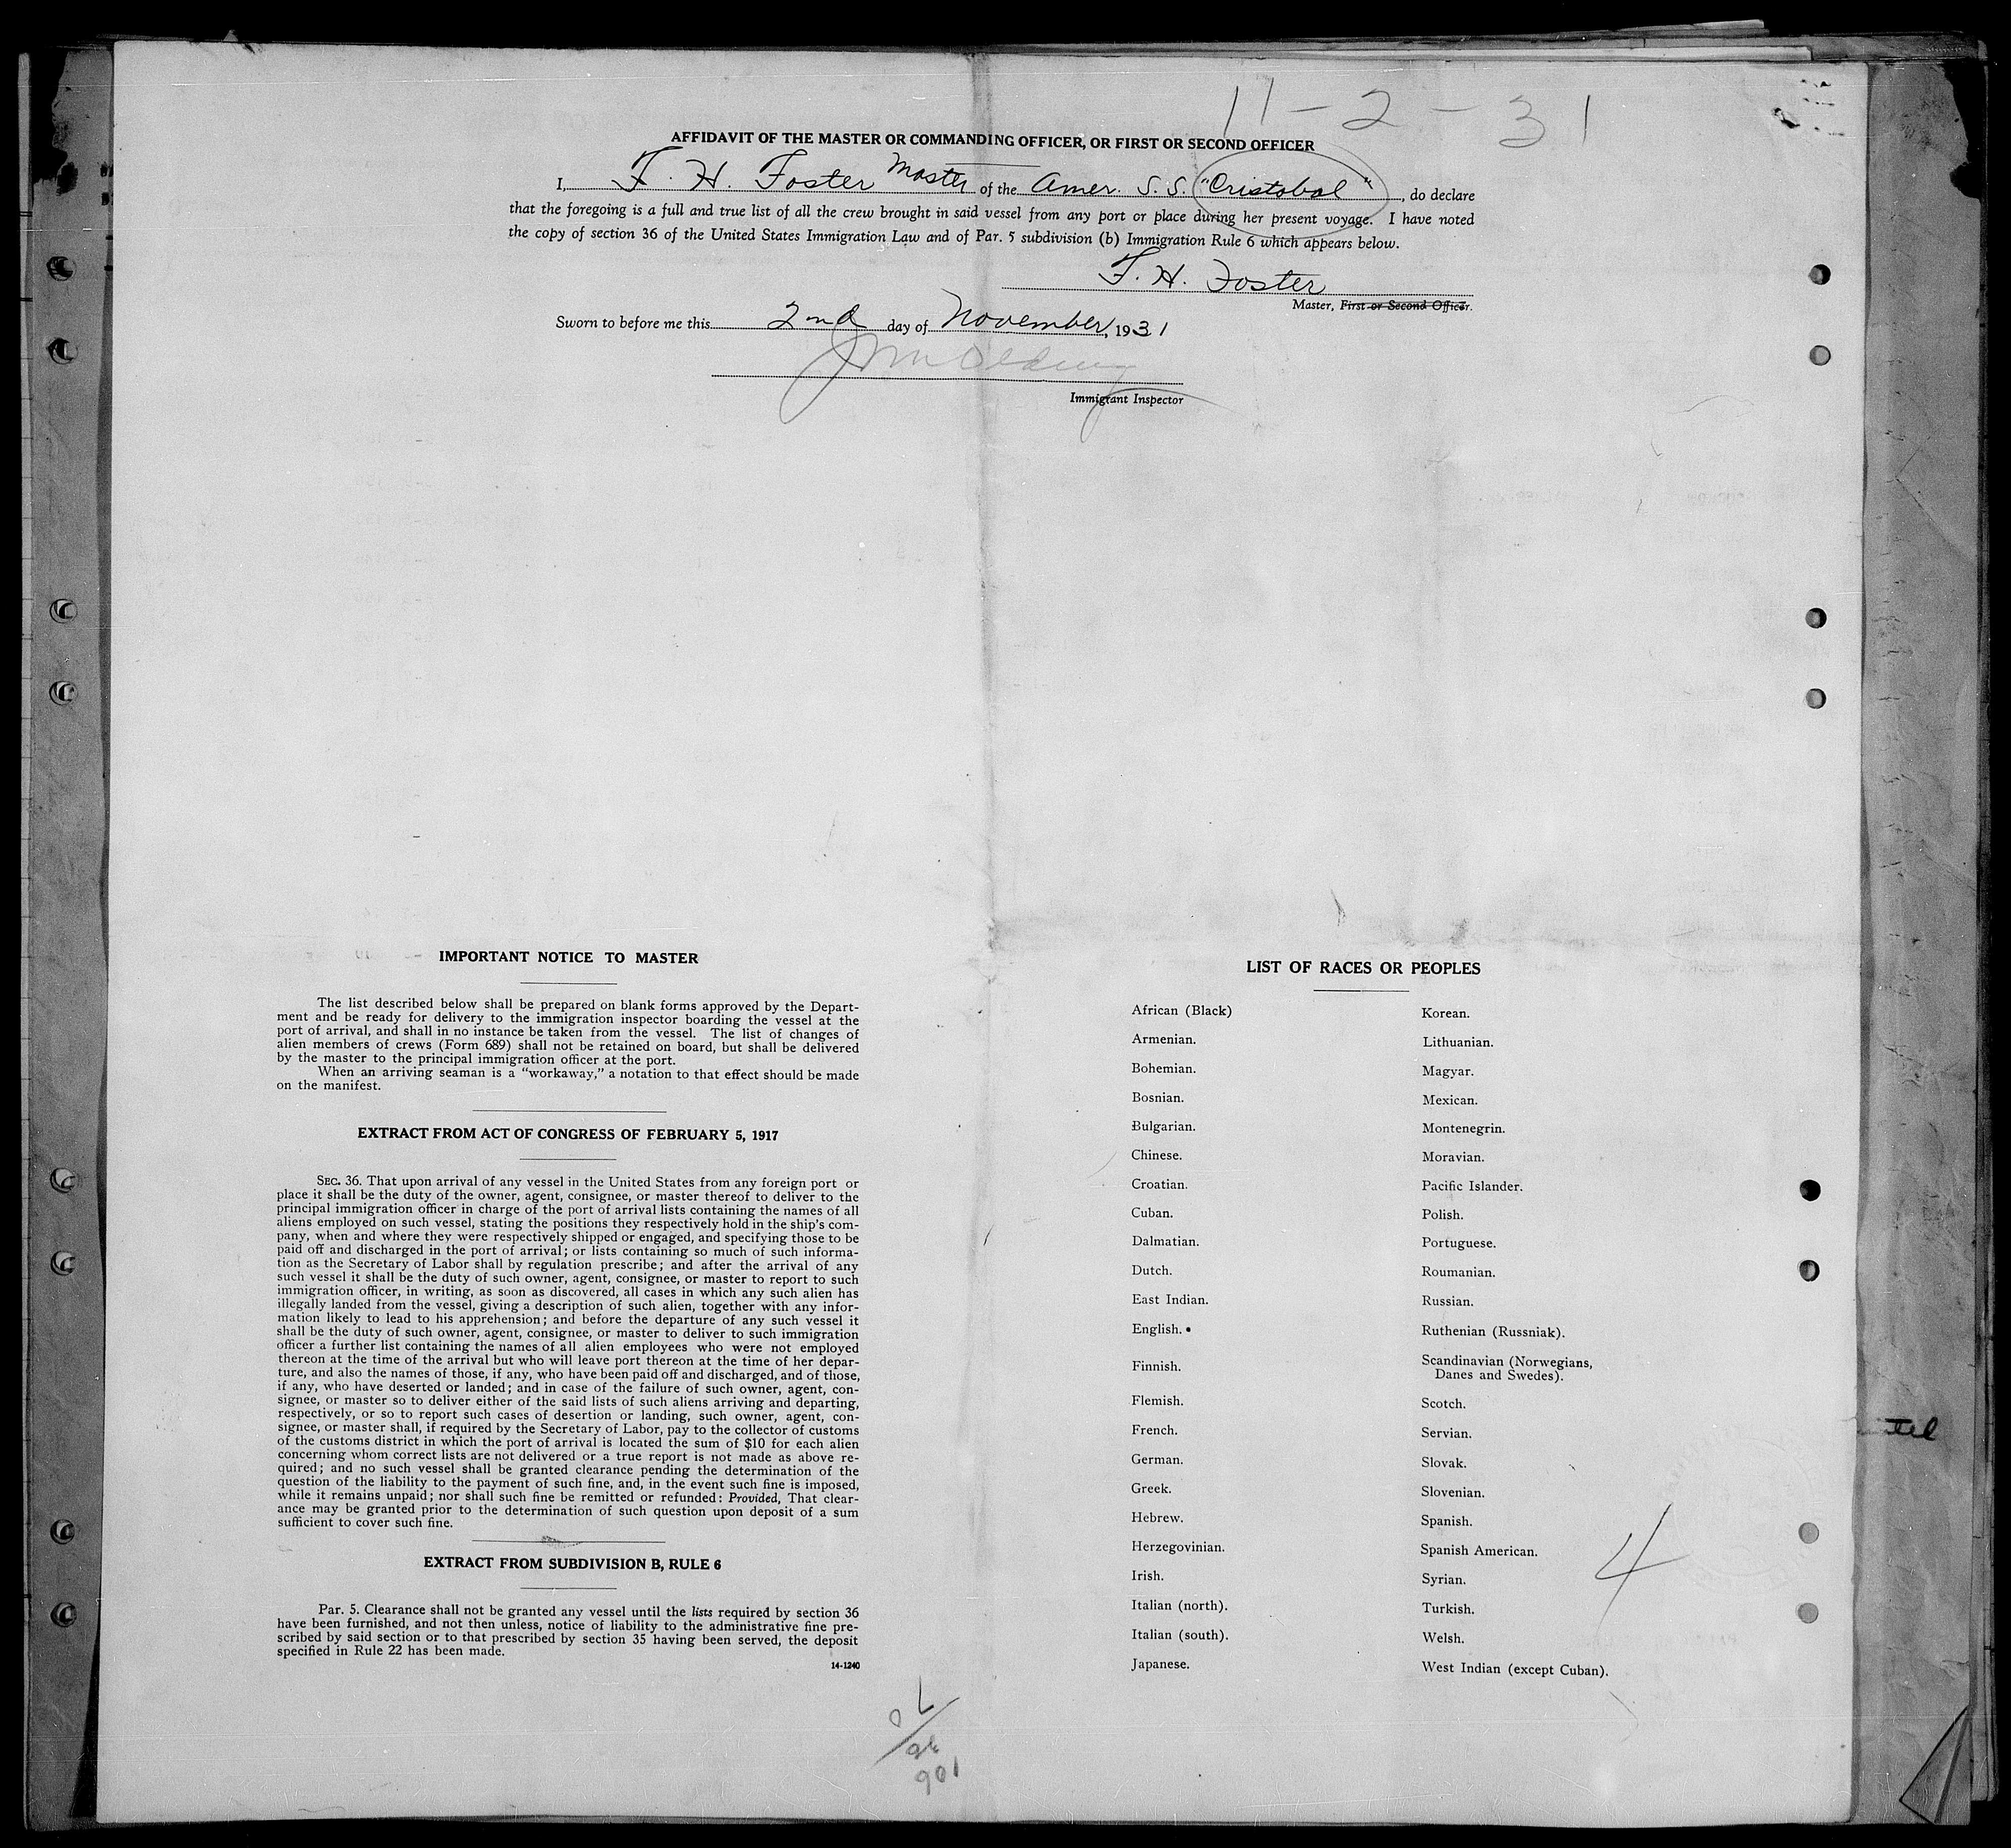 11-2-31
AFFIDAVIT OF THE MASTER OR COMMANDING OFFICER, OR FIRST OR SECOND OFFICER
I, F. H. Foster Master of the Amer. S. S. "Cristobal", do declare
that the foregoing is a full and true list of all the crew brought in said vessel from any port or place during her present voyage. I have noted
the copy of section 36 of the United States Immigration Law and of Par. 5 subdivision (b) Immigration Rule 6 which appears below.
F. H. Foster
Master, First or Second Officer.
Sworn to before me this 2nd day of November, 1931
Immigrant Inspector
IMPORTANT NOTICE TO MASTER
The list described below shall be prepared on blank forms approved by the Depart-
ment and be ready for delivery to the immigration inspector boarding the vessel at the
port of arrival, and shall in no instance be taken from the vessel. The list of changes of
alien members of crews (Form 689) shall not be retained on board, but shall be delivered
by the master to the principal immigration officer at the port.
When an arriving seaman is a "workaway," a notation to that effect should be made
on the manifest.
EXTRACT FROM ACT OF CONGRESS OF FEBRUARY 5, 1917
SEC. 36. That upon arrival of any vessel in the United States from any foreign port or
place it shall be the duty of the owner, agent, consignee, or master thereof to deliver to the
principal immigration officer in charge of the port of arrival lists containing the names of all
aliens employed on such vessel, stating the positions they respectively hold in the ship's com-
pany, when and where they were respectively shipped or engaged, and specifying those to be
paid off and discharged in the port of arrival; or lists containing so much of such informa-
tion as the Secretary of Labor shall by regulation prescribe; and after the arrival of any
such vessel it shall be the duty of such owner, agent, consignee, or master to report to such
immigration officer, in writing, as soon as discovered, all cases in which any such alien has
illegally landed from the vessel, giving a description of such alien, together with any infor-
mation likely to lead to his apprehension; and before the departure of any such vessel it
shall be the duty of such owner, agent, consignee, or master to deliver to such immigration
officer a further list containing the names of all alien employees who were not employed
thereon at the time of the arrival but who will leave port thereon at the time of her depar-
ture, and also the names of those, if any, who have been paid off and discharged, and of those,
if any, who have deserted or landed; and in case of the failure of such owner, agent, con-
signee, or master so to deliver either of the said lists of such aliens arriving and departing,
respectively, or so to report such cases of desertion or landing, such owner, agent, con-
signee, or master shall, if required by the Secretary of Labor, pay to the collector of customs
of the customs district in which the port of arrival is located the sum of $10 for each alien
concerning whom correct lists are not delivered or a true report is not made as above re-
quired; and no such vessel shall be granted clearance pending the determination of the
question of the liability to the payment of such fine, and, in the event such fine is imposed,
while it remains unpaid; nor shall such fine be remitted or refunded: Provided, That clear-
ance may be granted prior to the determination of such question upon deposit of a sum
sufficient to cover such fine.
EXTRACT FROM SUBDIVISION B, RULE 6
Par. 5. Clearance shall not be granted any vessel until the lists required by section 36
have been furnished, and not then unless, notice of liability to the administrative fine pre-
scribed by said section or to that prescribed by section 35 having been served, the deposit
specified in Rule 22 has been made.
14-1240
LIST OF RACES OR PEOPLES
African (Black)
Armenian.
Bohemian.
Bosnian.
Bulgarian.
Chinese.
Croatian.
Cuban.
Dalmatian.
Dutch.
East Indian.
English.
Finnish.
Flemish.
French.
German.
Greek.
Hebrew.
Herzegovinian.
Irish.
Italian (north).
Italian (south).
Japanese.
Korean.
Lithuanian.
Magyar.
Mexican.
Montenegrin.
Moravian.
Pacific Islander.
Polish.
Portuguese.
Roumanian.
Russian.
Ruthenian (Russniak).
Scandinavian (Norwegians,
Danes and Swedes).
Scotch.
Servian.
Slovak.
Slovenian.
Spanish.
Spanish American.
Syrian.
Turkish.
Welsh.
West Indian (except Cuban).
4